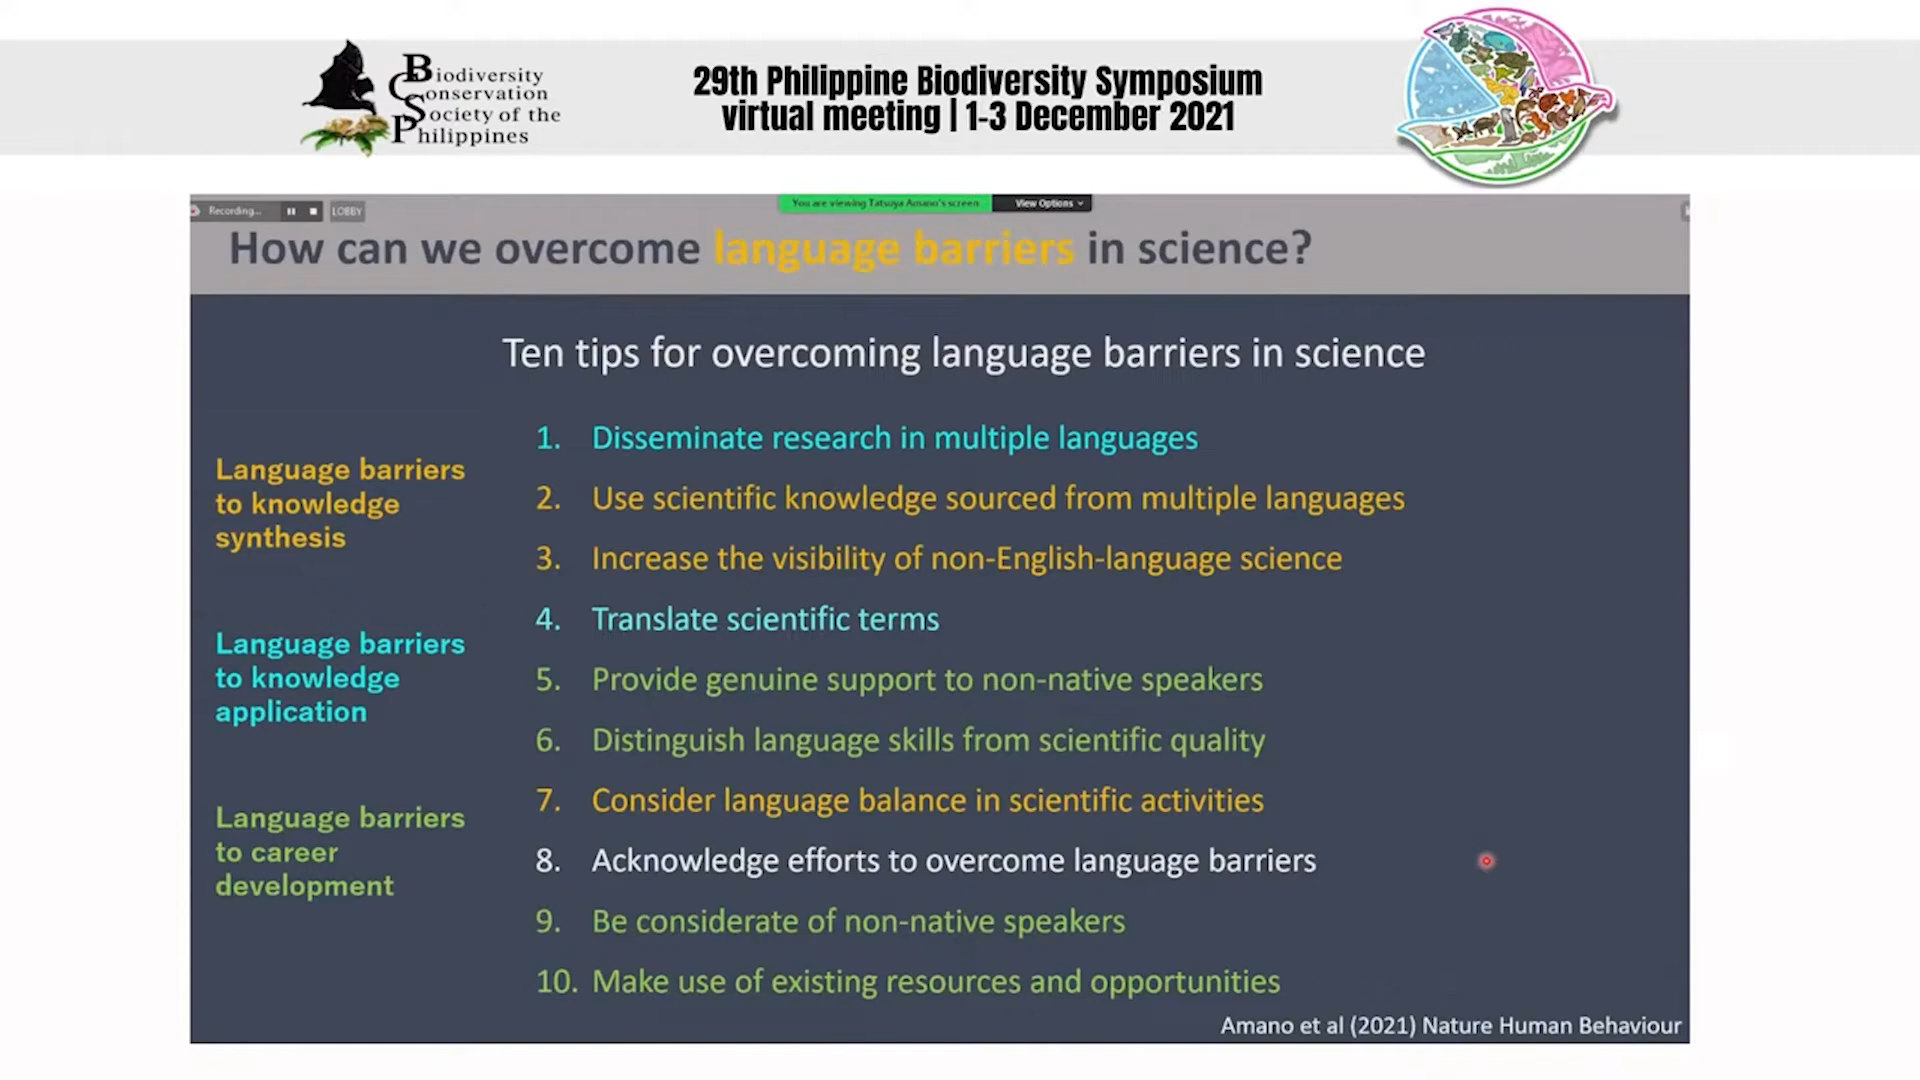 Biodiversity
Conservation
Society of the
Philippines
29th Philippine Biodiversity Symposium
virtual meeting | 1-3 December 2021
Recording...
LOBBY
You are viewing Tatsuya Amano's screen
View Options
How can we overcome language barriers in science?
Ten tips for overcoming language barriers in science
Language barriers
to knowledge
synthesis
Language barriers
to knowledge
application
Language barriers
to career
development
1. Disseminate research in multiple languages
2. Use scientific knowledge sourced from multiple languages
3. Increase the visibility of non-English-language science
4. Translate scientific terms
5. Provide genuine support to non-native speakers
6. Distinguish language skills from scientific quality
7. Consider language balance in scientific activities
8. Acknowledge efforts to overcome language barriers
9. Be considerate of non-native speakers
10. Make use of existing resources and opportunities
Amano et al (2021) Nature Human Behaviour